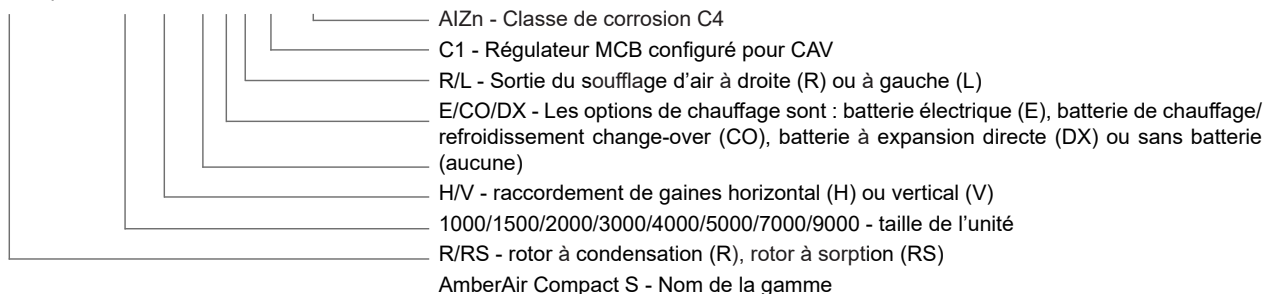 AIZn - Classe de corrosion C4
C1 - Régulateur MCB configuré pour CAV
R/L - Sortie du soufflage d’air à droite (R) ou à gauche (L)
E/CO/DX - Les options de chauffage sont : batterie électrique (E), batterie de chauffage/
refroidissement change-over (CO), batterie à expansion directe (DX) ou sans batterie
(aucune)
H/V - raccordement de gaines horizontal (H) ou vertical (V)
1000/1500/2000/3000/4000/5000/7000/9000 - taille de l’unité
R/RS - rotor à condensation (R), rotor à sorption (RS)
AmberAir Compact S - Nom de la gamme